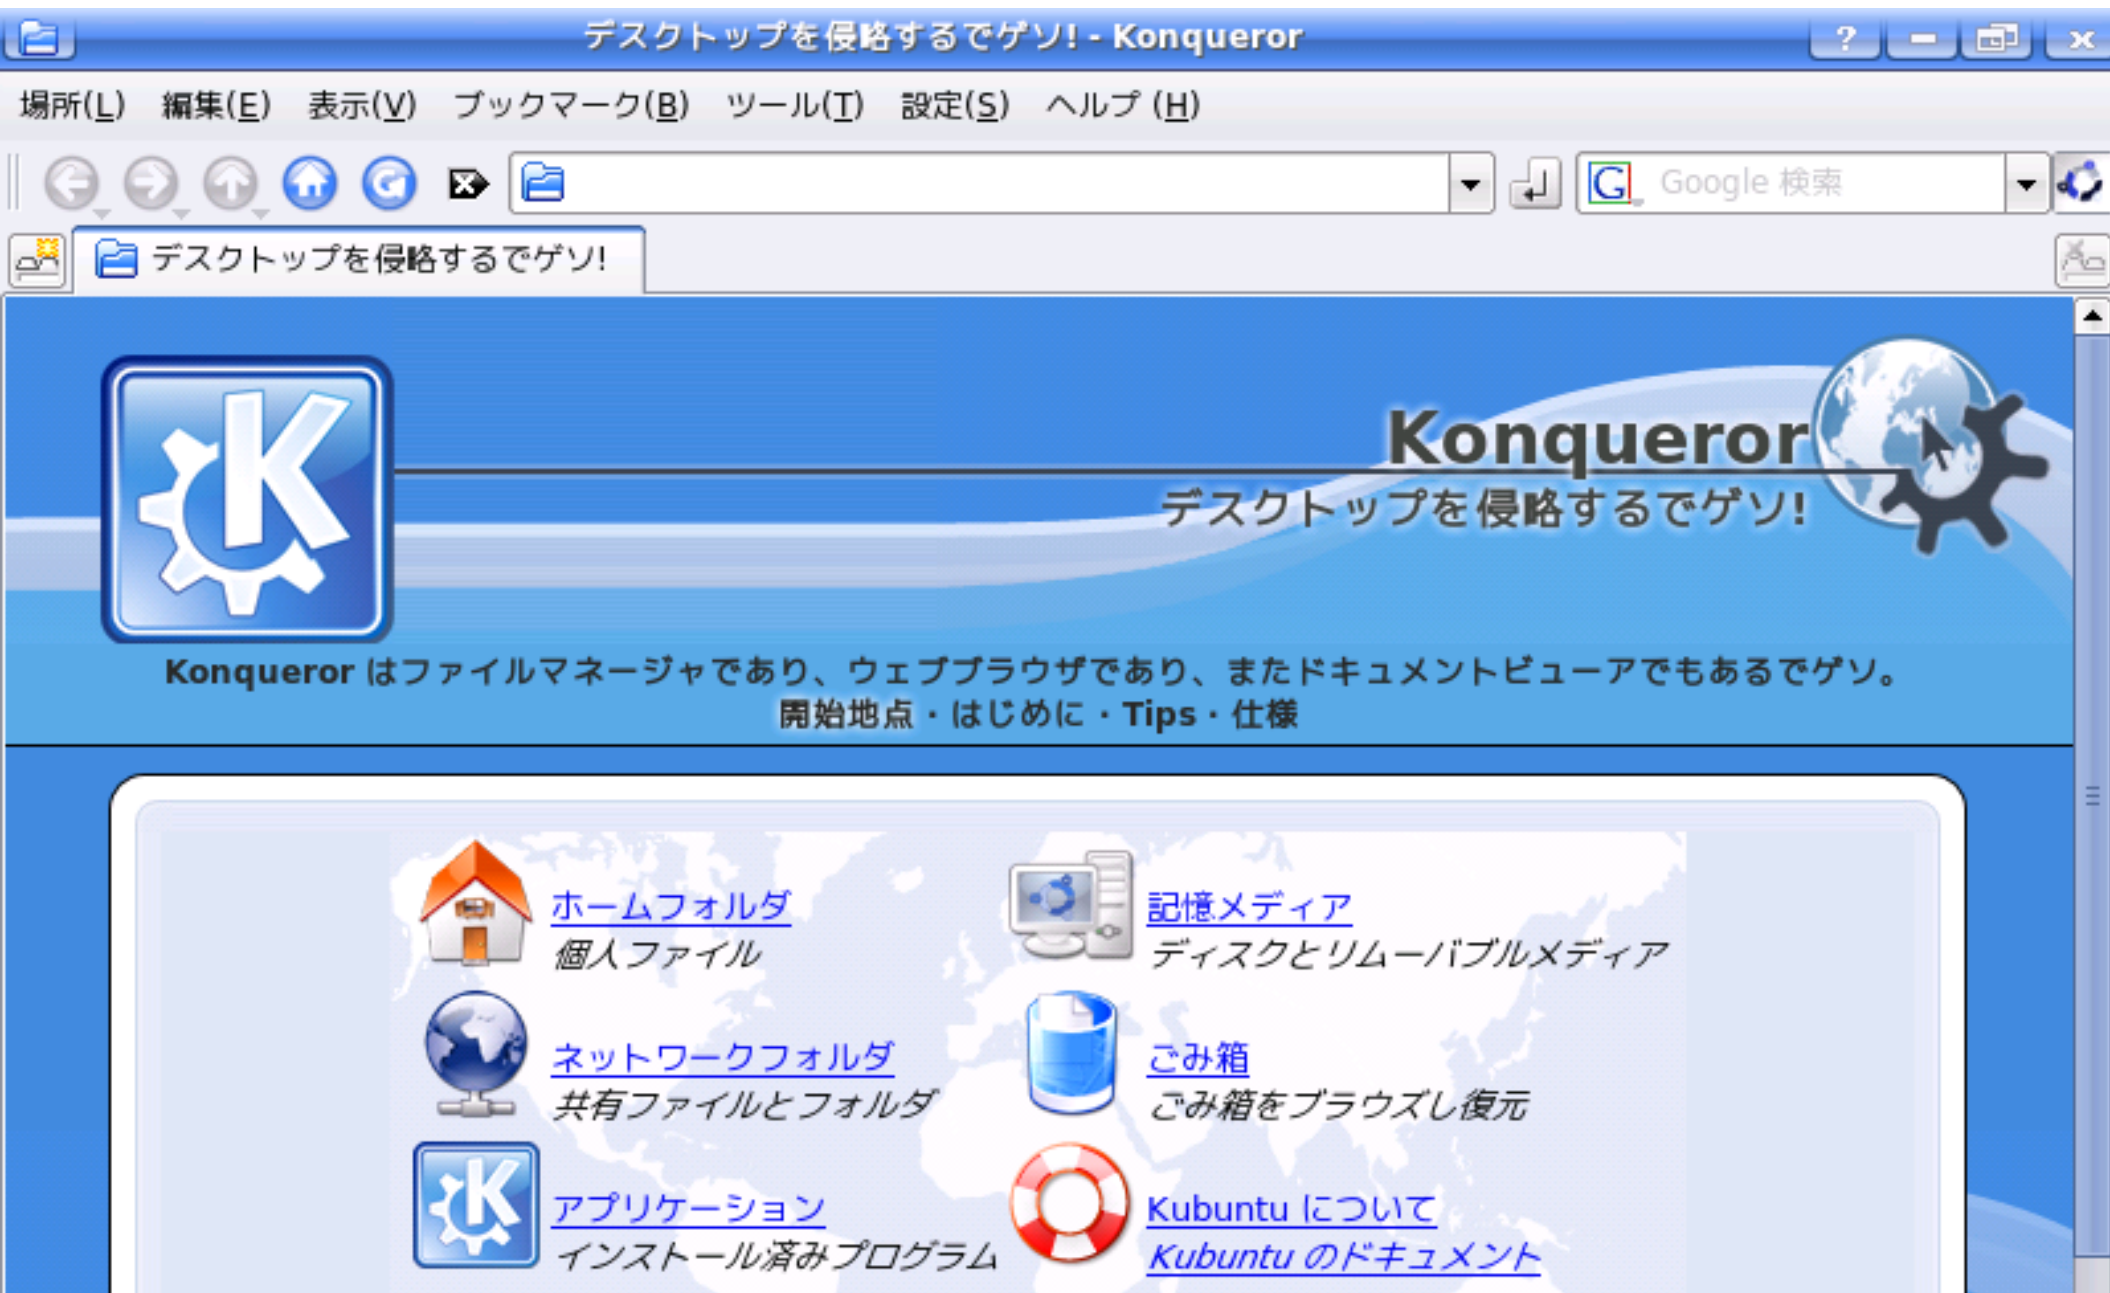 デスクトップを侵略するでゲソ! - Konqueror
場所(L) 編集(E) 表示(V) ブックマーク(B) ツール(T) 設定(S) ヘルプ (H)
Google 検索
デスクトップを侵略するでゲソ!
Konqueror
デスクトップを侵略するでゲソ!
Konqueror はファイルマネージャであり、ウェブブラウザであり、またドキュメントビューアでもあるでゲソ。
開始地点・はじめに・Tips・仕様
ホームフォルダ
個人ファイル
記憶メディア
ディスクとリムーバブルメディア
ネットワークフォルダ
共有ファイルとフォルダ
ごみ箱
ごみ箱をブラウズし復元
アプリケーション
インストール済みプログラム
Kubuntu について
Kubuntu のドキュメント